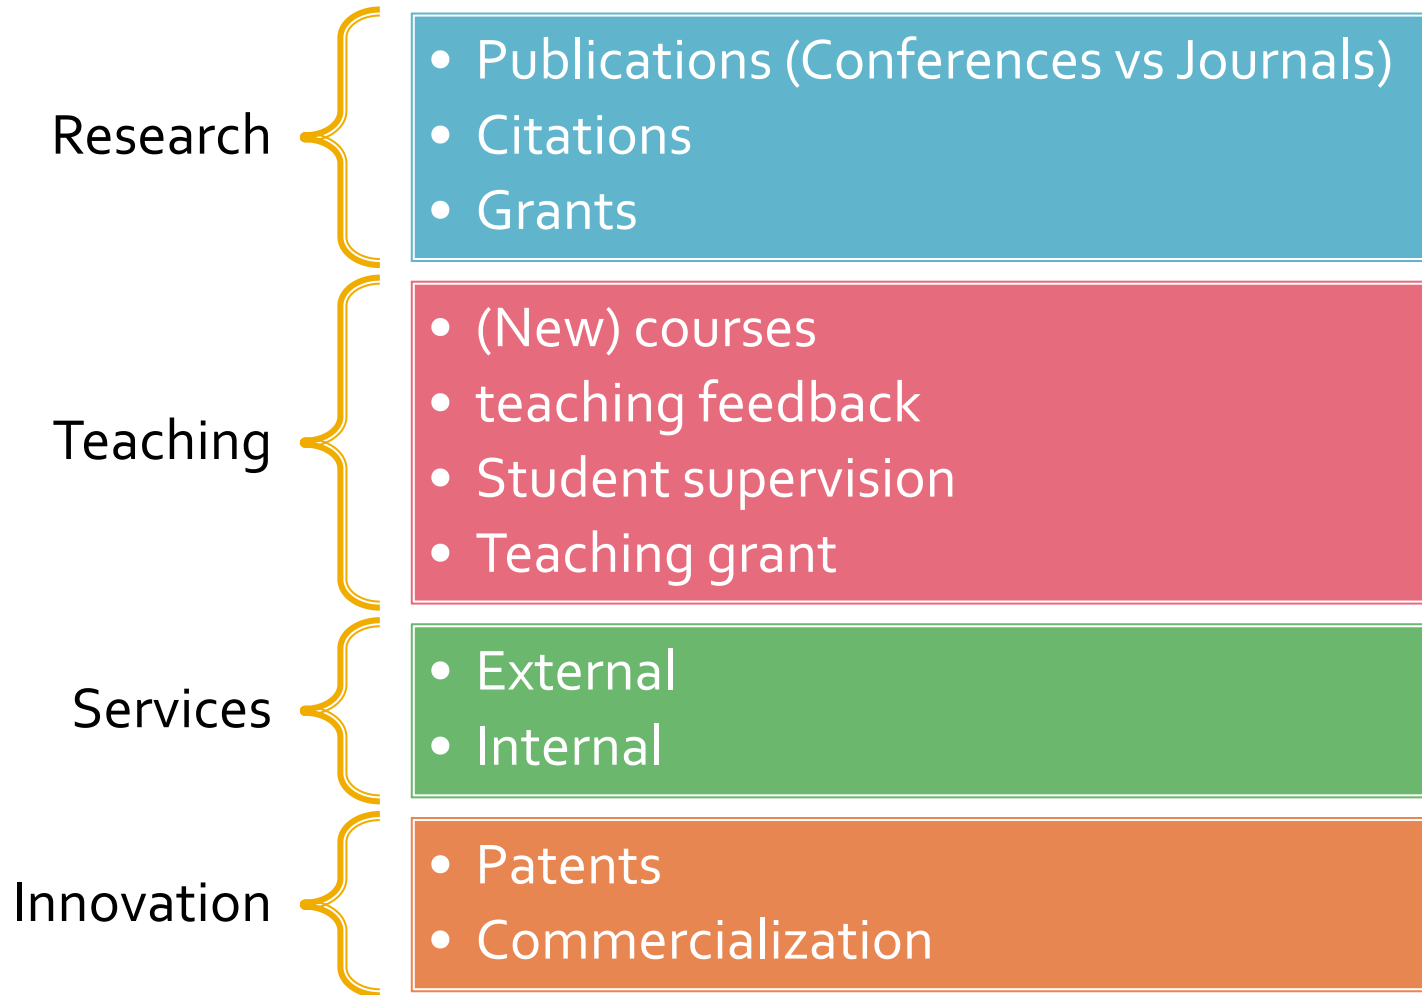 Research
• Publications (Conferences vs Journals)
• Citations
• Grants
Teaching
• (New) courses
• teaching feedback
• Student supervision
• Teaching grant
Services
• External
• Internal
Innovation
• Patents
• Commercialization